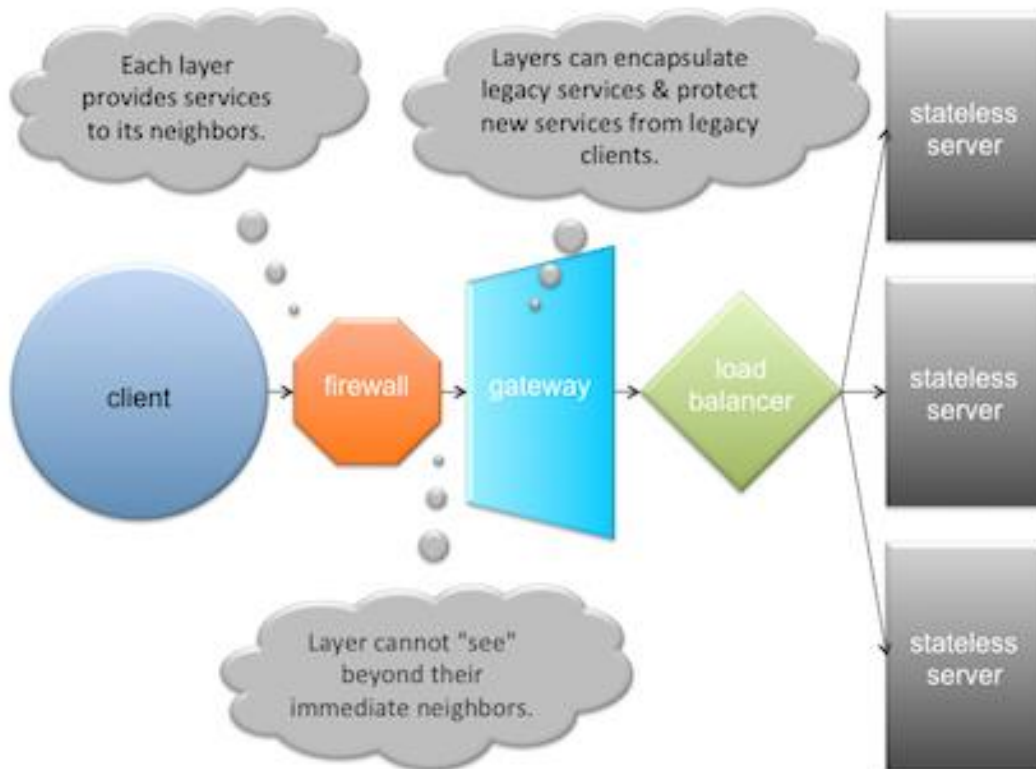 Each layer
provides services
to its neighbors.
Layers can encapsulate
legacy services & protect
new services from legacy
clients.
stateless
server
client
firewall
gateway
load
balancer
stateless
server
Layer cannot "see"
beyond their
immediate neighbors.
stateless
server